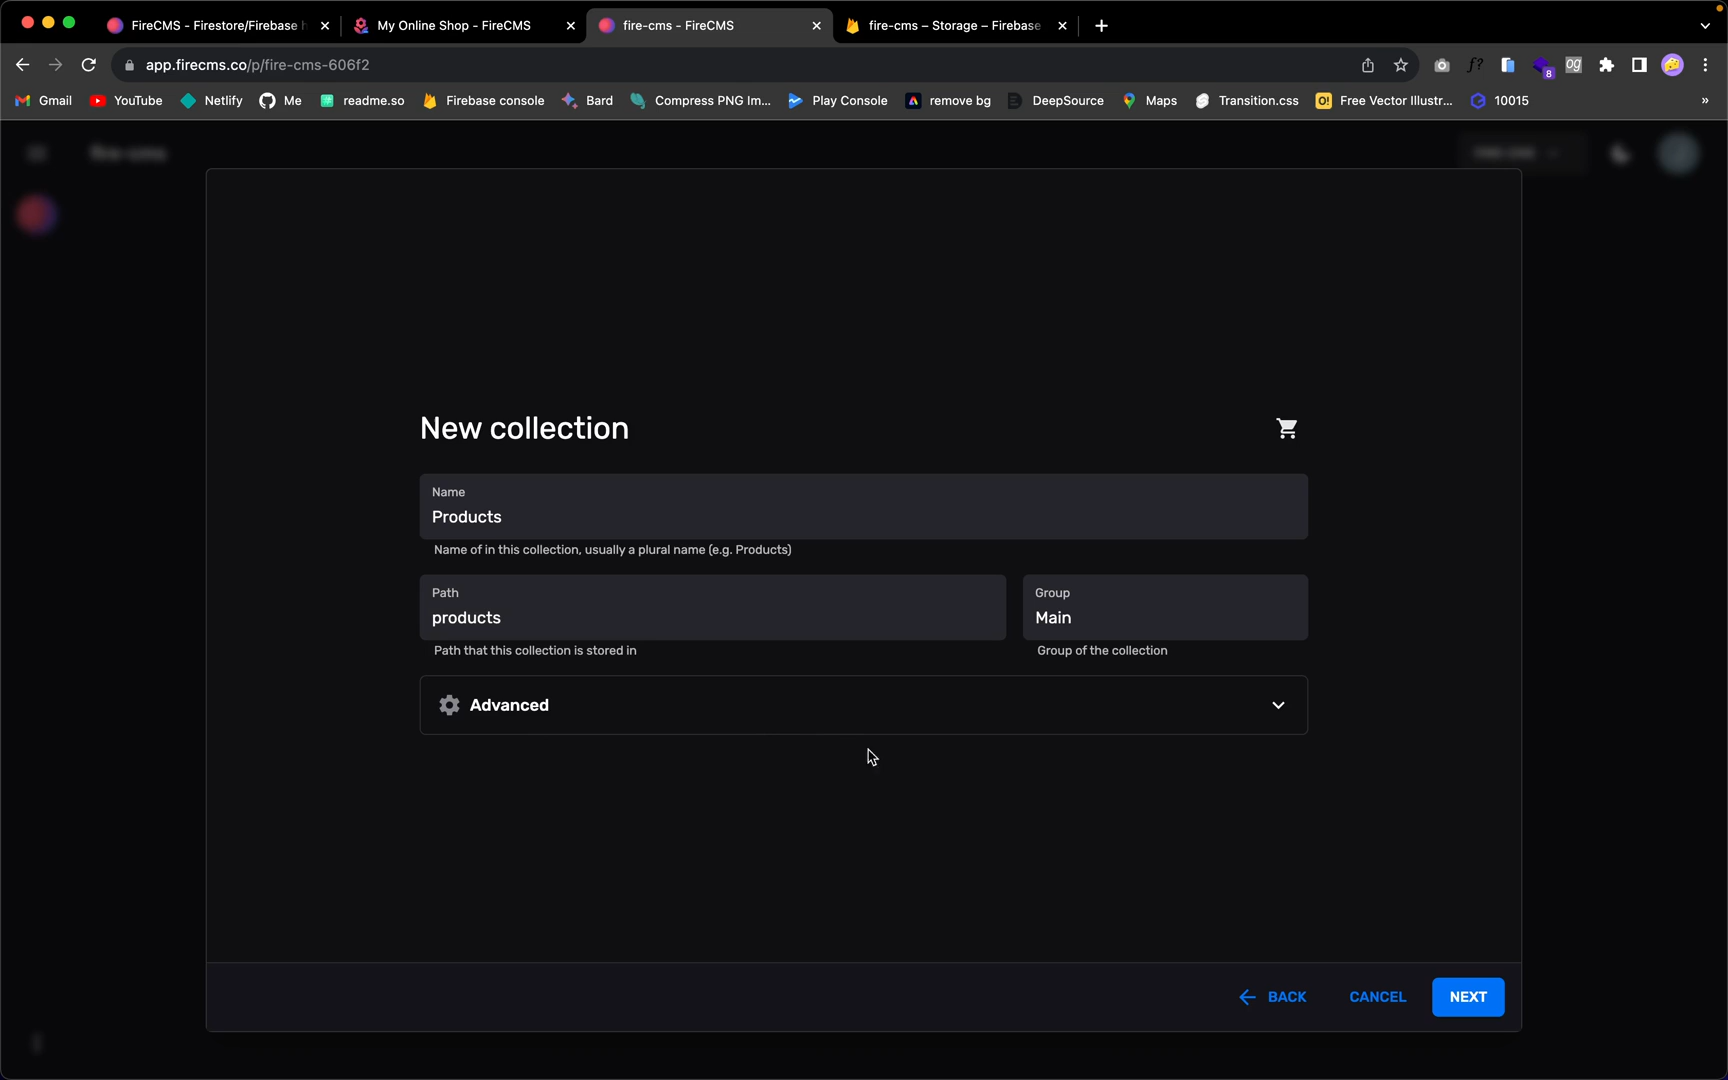 FireCMS - Firestore/Firebase h
My Online Shop - FireCMS
fire-cms - FireCMS
fire-cms – Storage – Firebase
app.firecms.co/p/fire-cms-606f2
f?
8
og
Gmail
YouTube
Netlify
Me
readme.so
Firebase console
Bard
Compress PNG Im...
Play Console
remove bg
DeepSource
Maps
Transition.css
O!
Free Vector Illustr...
10015
»
fire-cms
New collection
Name
Products
Name of in this collection, usually a plural name (e.g. Products)
Path
products
Path that this collection is stored in
Group
Main
Group of the collection
Advanced
BACK
CANCEL
NEXT